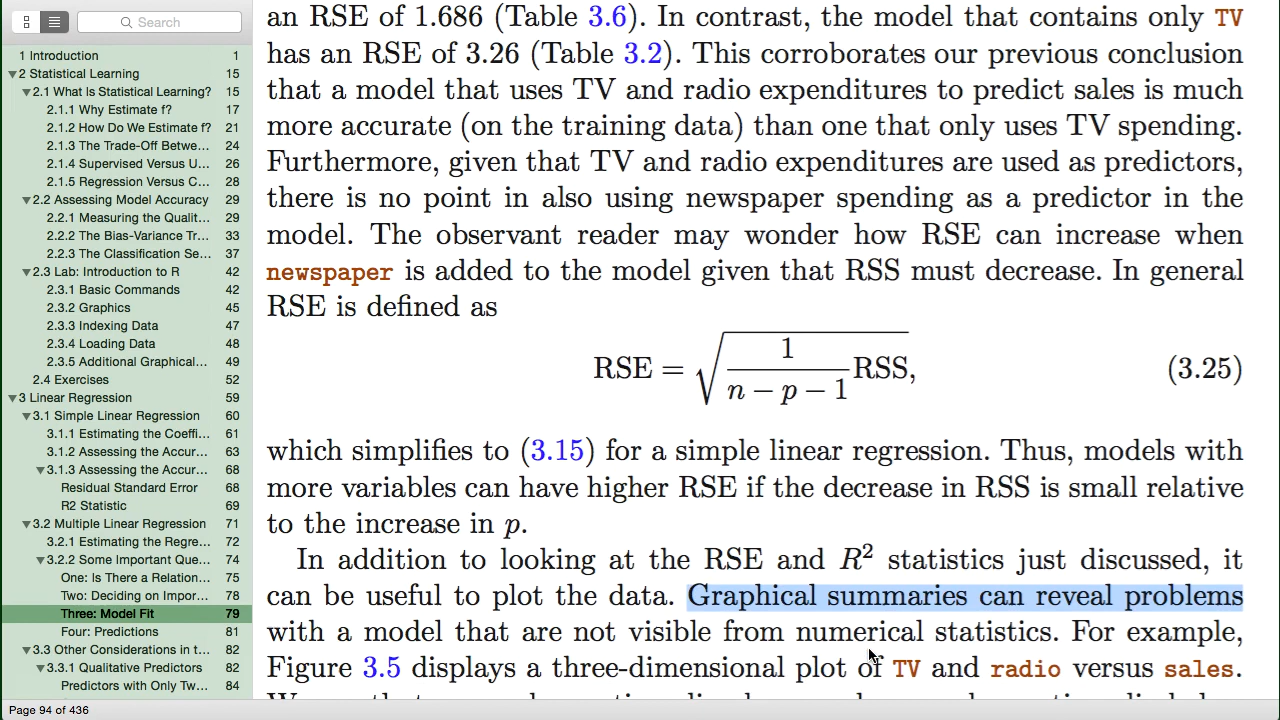 Search
1 Introduction 1
2 Statistical Learning 15
2.1 What Is Statistical Learning? 15
2.1.1 Why Estimate f? 17
2.1.2 How Do We Estimate f? 21
2.1.3 The Trade-Off Betwe... 24
2.1.4 Supervised Versus U... 26
2.1.5 Regression Versus C... 28
2.2 Assessing Model Accuracy 29
2.2.1 Measuring the Qualit... 29
2.2.2 The Bias-Variance Tr... 33
2.2.3 The Classification Se... 37
2.3 Lab: Introduction to R 42
2.3.1 Basic Commands 42
2.3.2 Graphics 45
2.3.3 Indexing Data 47
2.3.4 Loading Data 48
2.3.5 Additional Graphical... 49
2.4 Exercises 52
3 Linear Regression 59
3.1 Simple Linear Regression 60
3.1.1 Estimating the Coeffi... 61
3.1.2 Assessing the Accur... 63
3.1.3 Assessing the Accur... 68
Residual Standard Error 68
R2 Statistic 69
3.2 Multiple Linear Regression 71
3.2.1 Estimating the Regre... 72
3.2.2 Some Important Que... 74
One: Is There a Relation... 75
Two: Deciding on Impor... 78
Three: Model Fit 79
Four: Predictions 81
3.3 Other Considerations in t... 82
3.3.1 Qualitative Predictors 82
Predictors with Only Tw... 84
Page 94 of 436
an RSE of 1.686 (Table 3.6). In contrast, the model that contains only TV
has an RSE of 3.26 (Table 3.2). This corroborates our previous conclusion
that a model that uses TV and radio expenditures to predict sales is much
more accurate (on the training data) than one that only uses TV spending.
Furthermore, given that TV and radio expenditures are used as predictors,
there is no point in also using newspaper spending as a predictor in the
model. The observant reader may wonder how RSE can increase when
newspaper is added to the model given that RSS must decrease. In general
RSE is defined as
RSE = √(1/(n − p − 1)) RSS, (3.25)
which simplifies to (3.15) for a simple linear regression. Thus, models with
more variables can have higher RSE if the decrease in RSS is small relative
to the increase in p.
In addition to looking at the RSE and R² statistics just discussed, it
can be useful to plot the data. Graphical summaries can reveal problems
with a model that are not visible from numerical statistics. For example,
Figure 3.5 displays a three-dimensional plot of TV and radio versus sales.